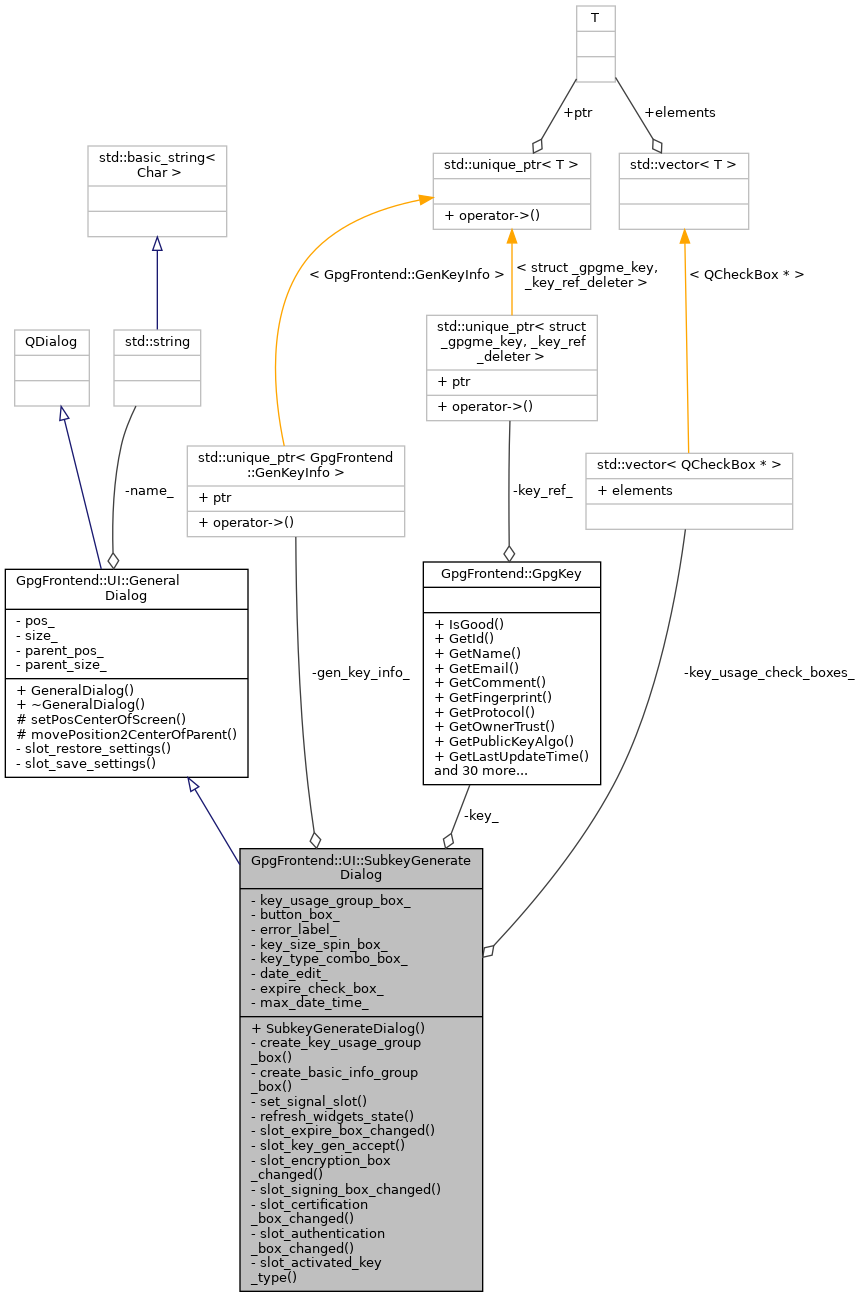 T
+ptr
+elements
std::basic_string<
Char >
std::unique_ptr< T >
+ operator->()
std::vector< T >
< GpgFrontend::GenKeyInfo >
< struct _gpgme_key,
_key_ref_deleter >
< QCheckBox * >
QDialog
std::string
std::unique_ptr< struct
_gpgme_key, _key_ref
_deleter >
+ ptr
+ operator->()
std::unique_ptr< GpgFrontend
::GenKeyInfo >
+ ptr
+ operator->()
std::vector< QCheckBox * >
+ elements
-name_
-key_ref_
GpgFrontend::UI::General
Dialog
- pos_
- size_
- parent_pos_
- parent_size_
+ GeneralDialog()
+ ~GeneralDialog()
# setPosCenterOfScreen()
# movePosition2CenterOfParent()
- slot_restore_settings()
- slot_save_settings()
GpgFrontend::GpgKey
+ IsGood()
+ GetId()
+ GetName()
+ GetEmail()
+ GetComment()
+ GetFingerprint()
+ GetProtocol()
+ GetOwnerTrust()
+ GetPublicKeyAlgo()
+ GetLastUpdateTime()
and 30 more...
-gen_key_info_
-key_usage_check_boxes_
-key_
GpgFrontend::UI::SubkeyGenerate
Dialog
- key_usage_group_box_
- button_box_
- error_label_
- key_size_spin_box_
- key_type_combo_box_
- date_edit_
- expire_check_box_
- max_date_time_
+ SubkeyGenerateDialog()
- create_key_usage_group
_box()
- create_basic_info_group
_box()
- set_signal_slot()
- refresh_widgets_state()
- slot_expire_box_changed()
- slot_key_gen_accept()
- slot_encryption_box
_changed()
- slot_signing_box_changed()
- slot_certification
_box_changed()
- slot_authentication
_box_changed()
- slot_activated_key
_type()